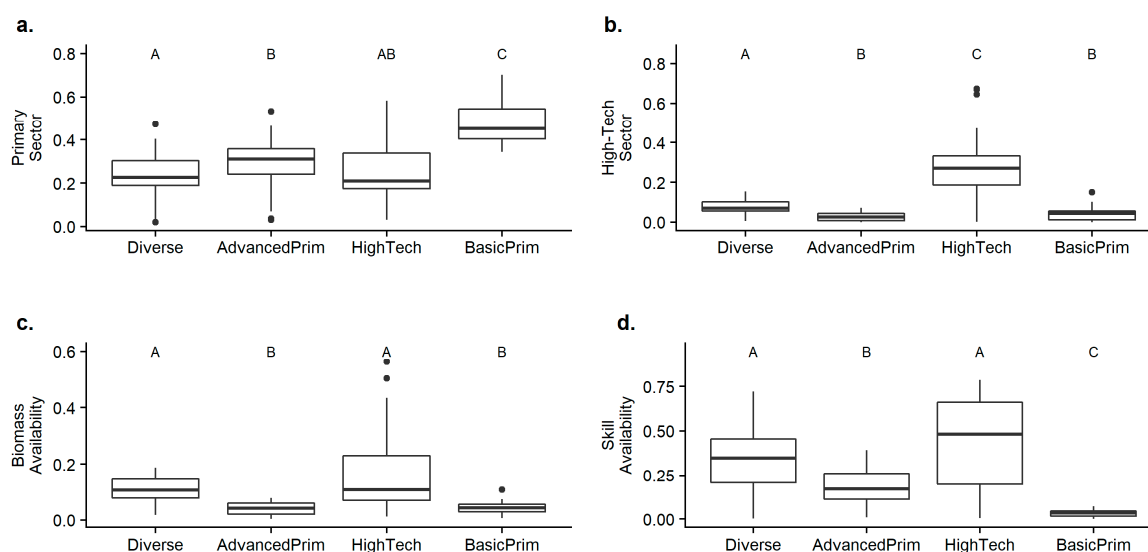 a.
Primary
Sector
0.8
0.6
0.4
0.2
0.0
A B AB C
Diverse AdvancedPrim HighTech BasicPrim
b.
High-Tech
Sector
0.8
0.6
0.4
0.2
0.0
A B C B
Diverse AdvancedPrim HighTech BasicPrim
c.
Biomass
Availability
0.6
0.4
0.2
0.0
A B A B
Diverse AdvancedPrim HighTech BasicPrim
d.
Skill
Availability
0.75
0.50
0.25
0.00
A B A C
Diverse AdvancedPrim HighTech BasicPrim